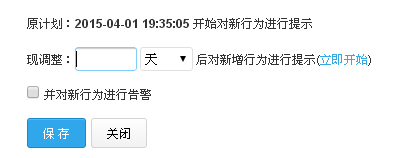 原计划：2015-04-01 19:35:05 开始对新行为进行提示
现调整： 天 后对新增行为进行提示(立即开始)
并对新行为进行告警
保 存 关闭